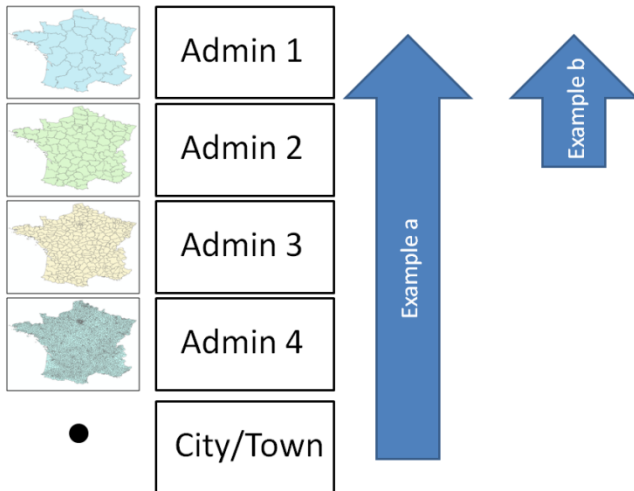 Admin 1
Admin 2
Admin 3
Admin 4
City/Town
Example a
Example b